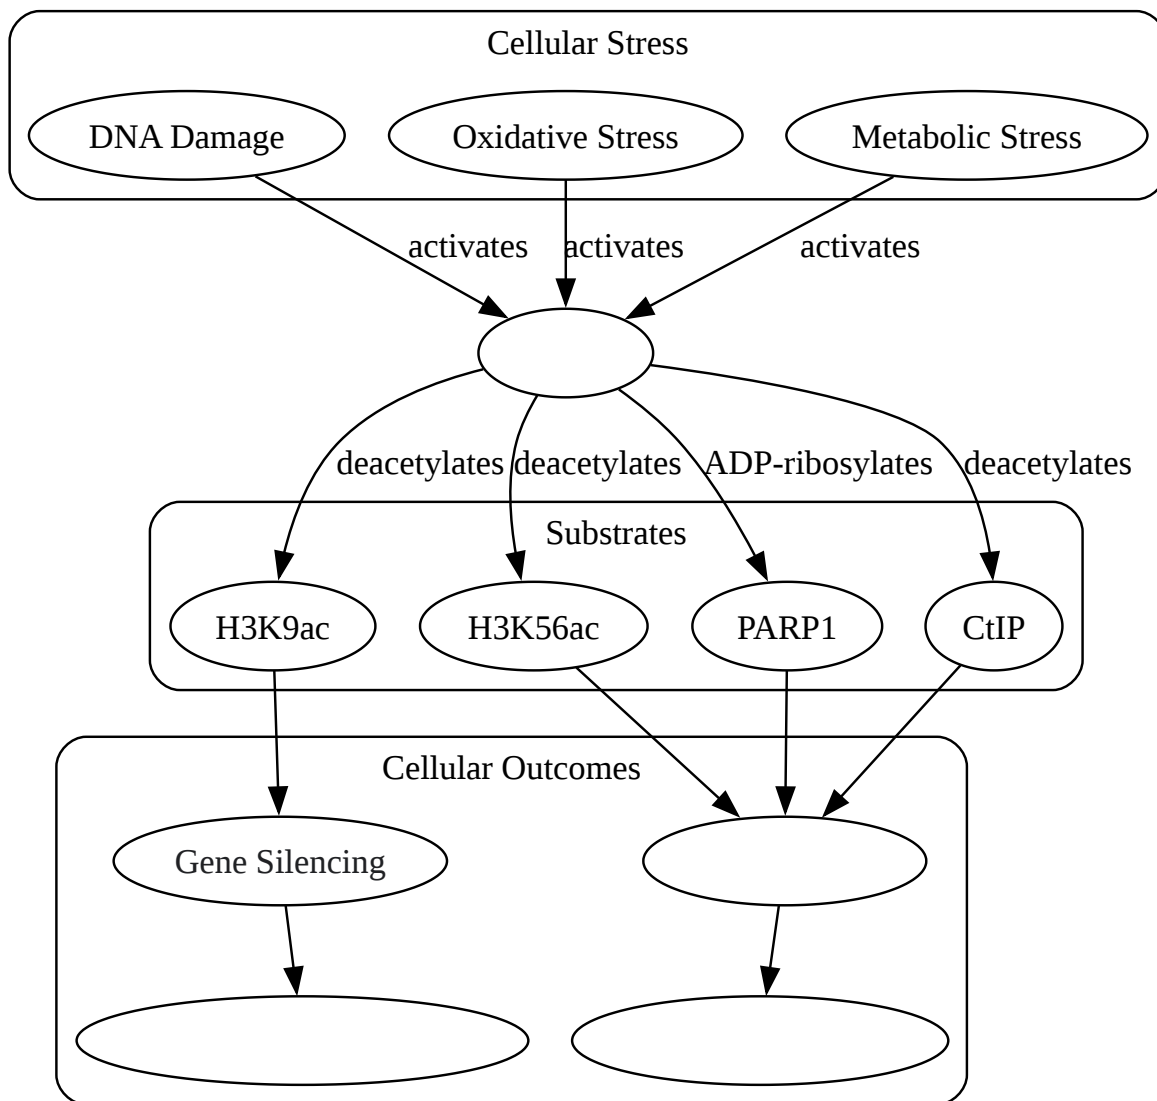 Cellular Stress
DNA Damage
Oxidative Stress
Metabolic Stress
activates
activates
activates
deacetylates
deacetylates
ADP-ribosylates
deacetylates
Substrates
H3K9ac
H3K56ac
PARP1
CtIP
Cellular Outcomes
Gene Silencing